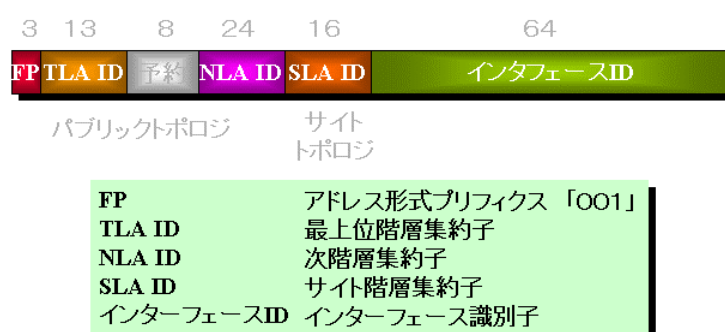 3 13 8 24 16 64
FP TLA ID 予約 NLA ID SLA ID インタフェースID
パブリックトポロジ サイト
トポロジ
FP アドレス形式プリフィクス 「001」
TLA ID 最上位階層集約子
NLA ID 次階層集約子
SLA ID サイト階層集約子
インターフェースID インターフェース識別子